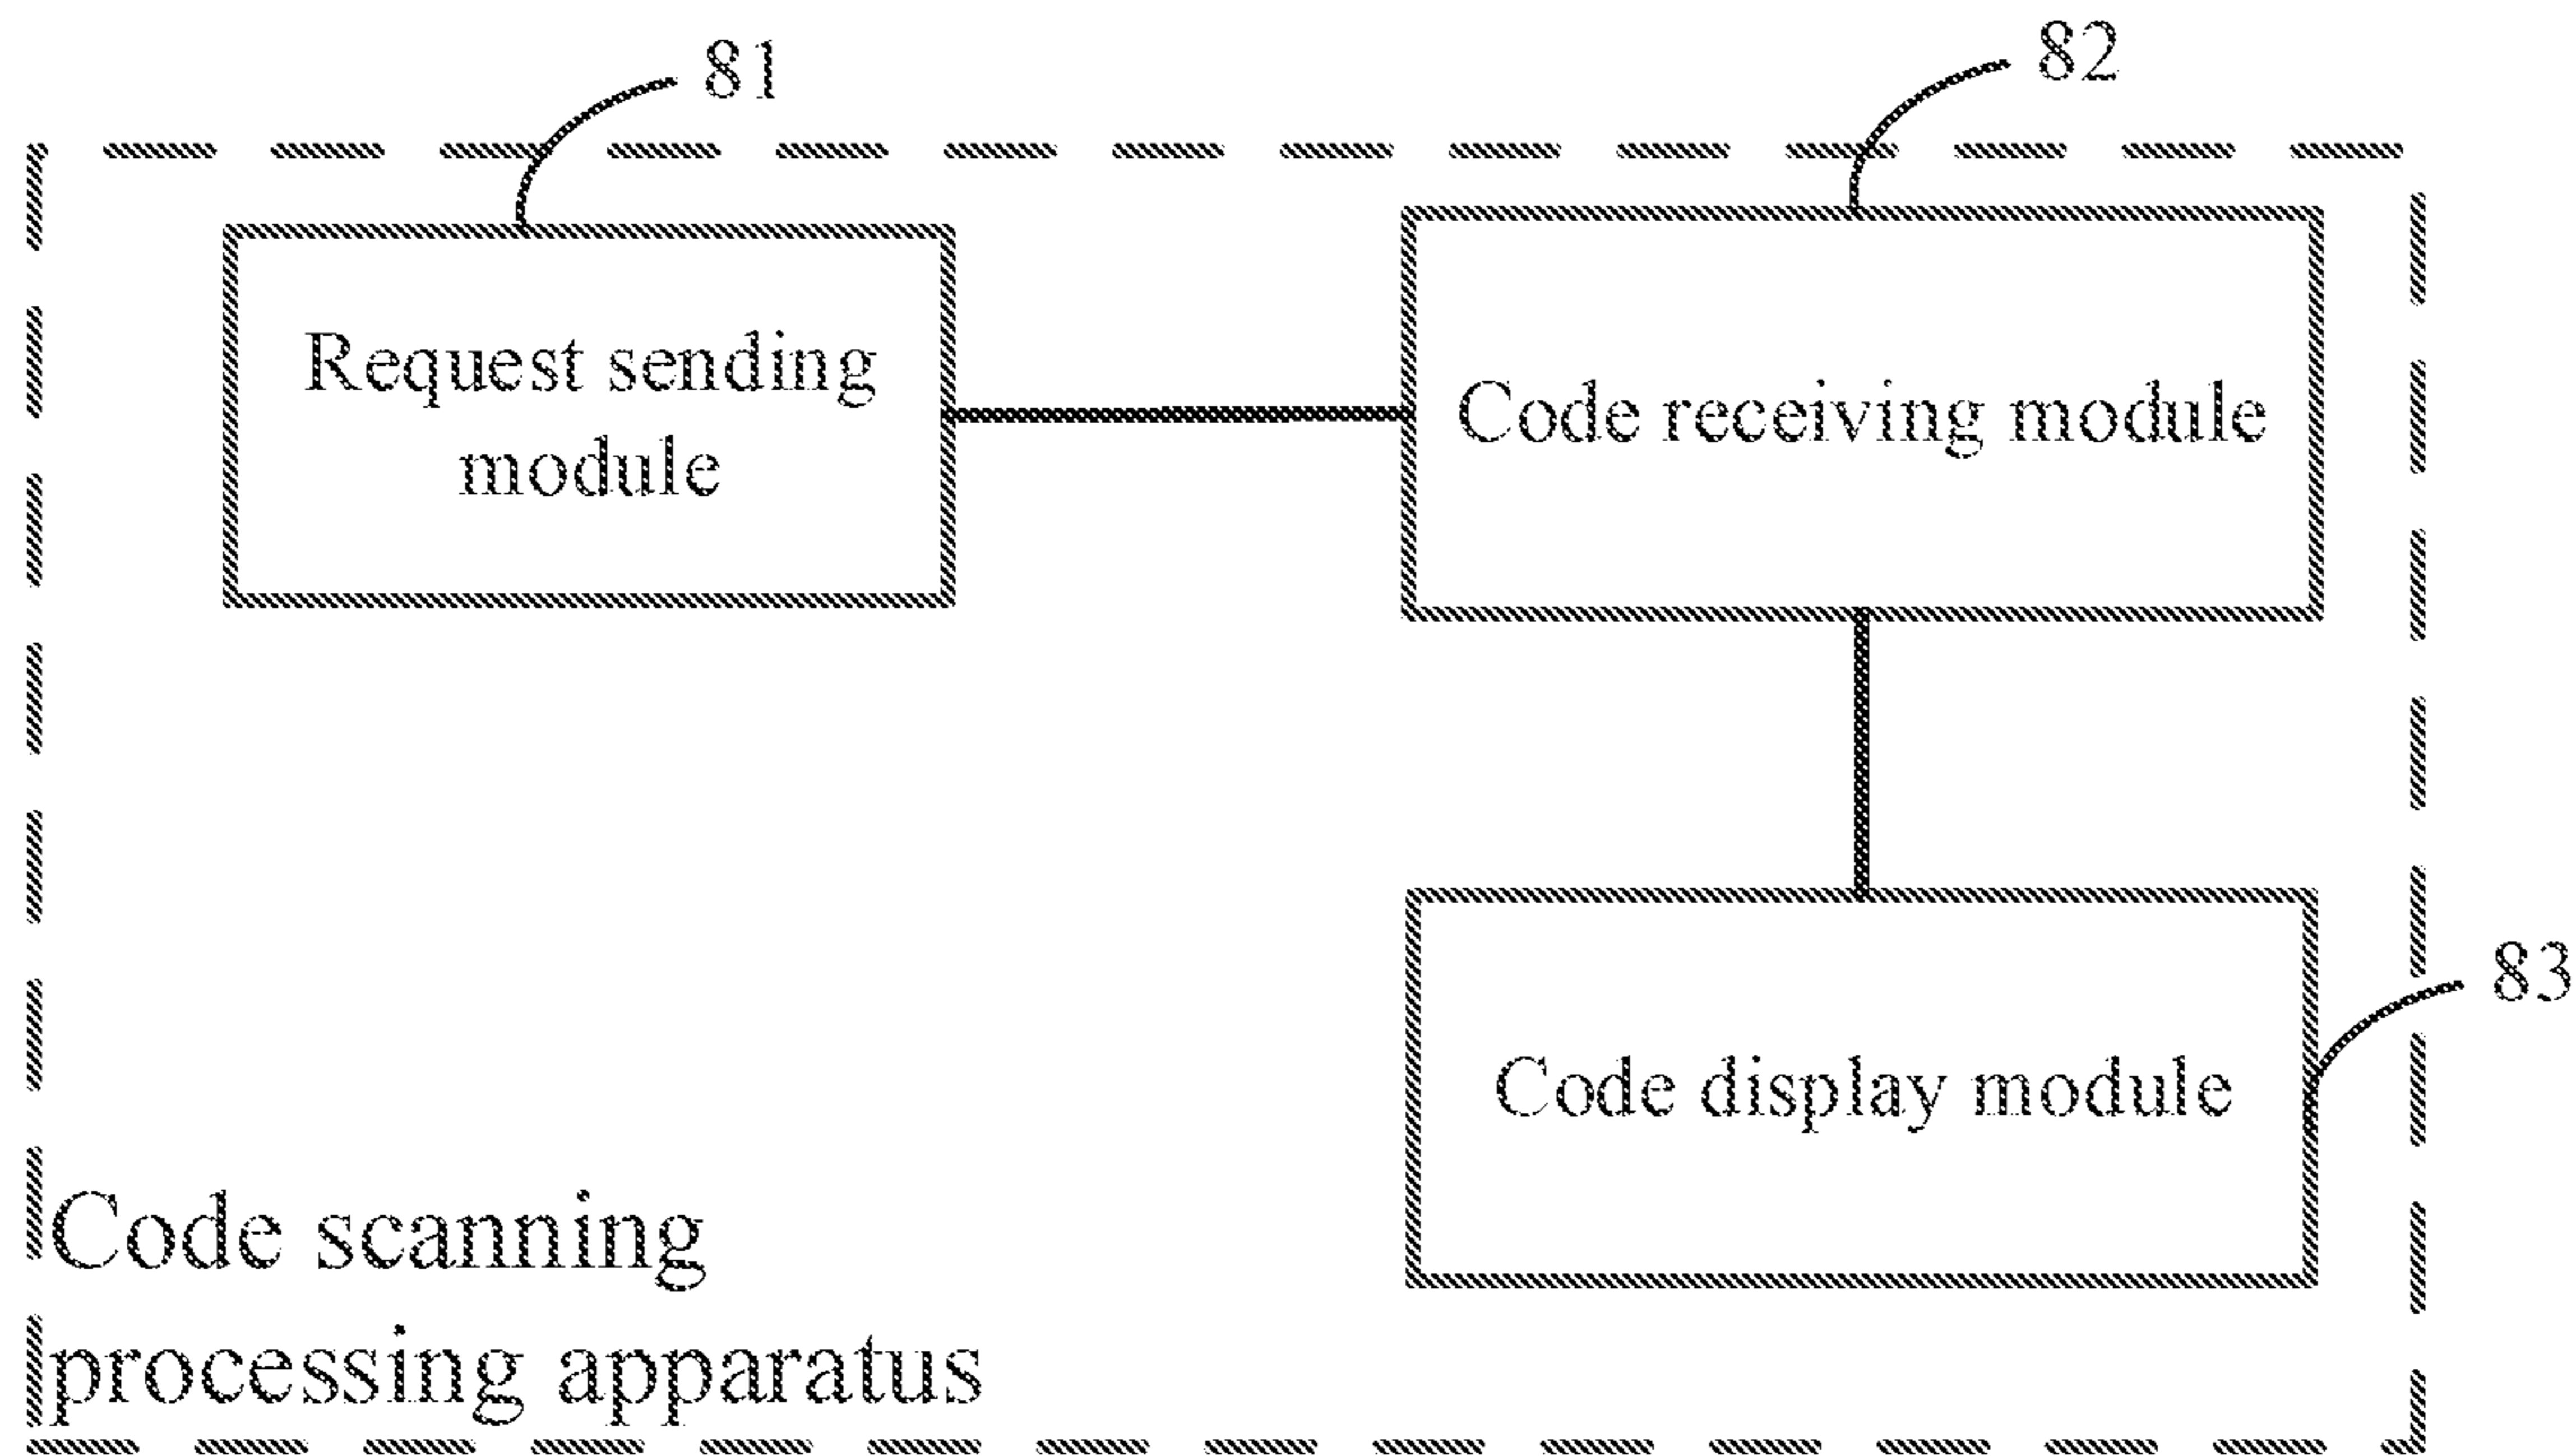 81
82
Request sending
module
Code receiving module
83
Code display module
Code scanning
processing apparatus